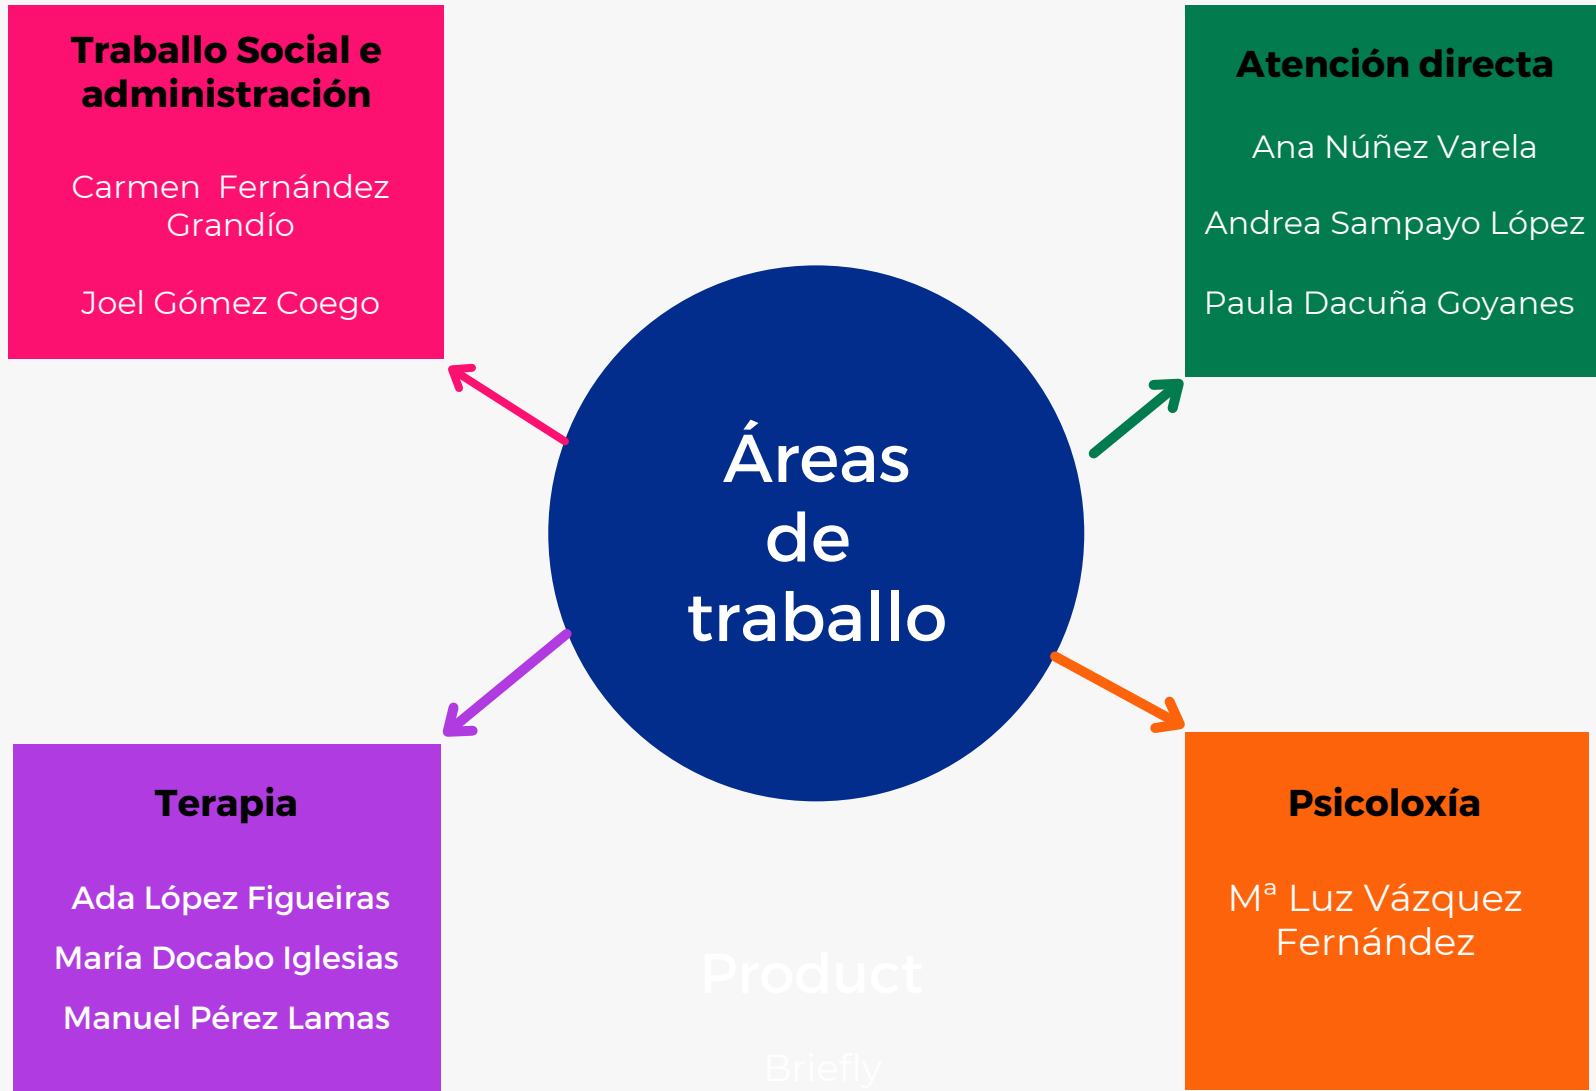 Traballo Social e
administración
Carmen Fernández
Grandío
Joel Gómez Coego
Atención directa
Ana Núñez Varela
Andrea Sampayo López
Paula Dacuña Goyanes
Áreas
de
traballo
Terapia
Ada López Figueiras
María Docabo Iglesias
Manuel Pérez Lamas
Psicoloxía
Mª Luz Vázquez
Fernández
Product
Briefly